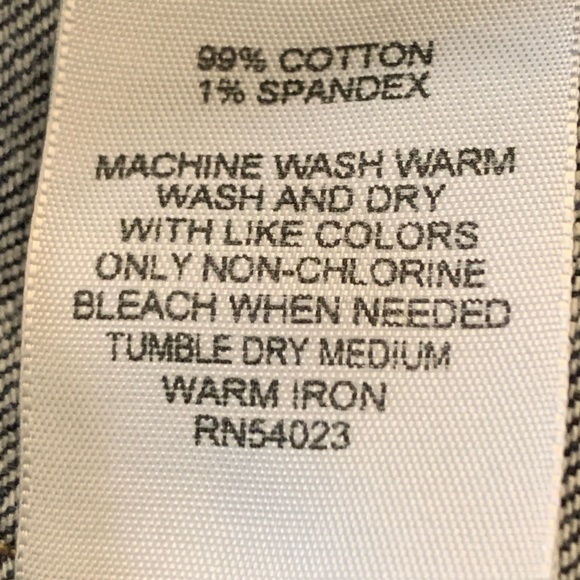 99% COTTON
1% SPANDEX
MACHINE WASH WARM
WASH AND DRY
WITH LIKE COLORS
ONLY NON-CHLORINE
BLEACH WHEN NEEDED
TUMBLE DRY MEDIUM
WARM IRON
RN54023